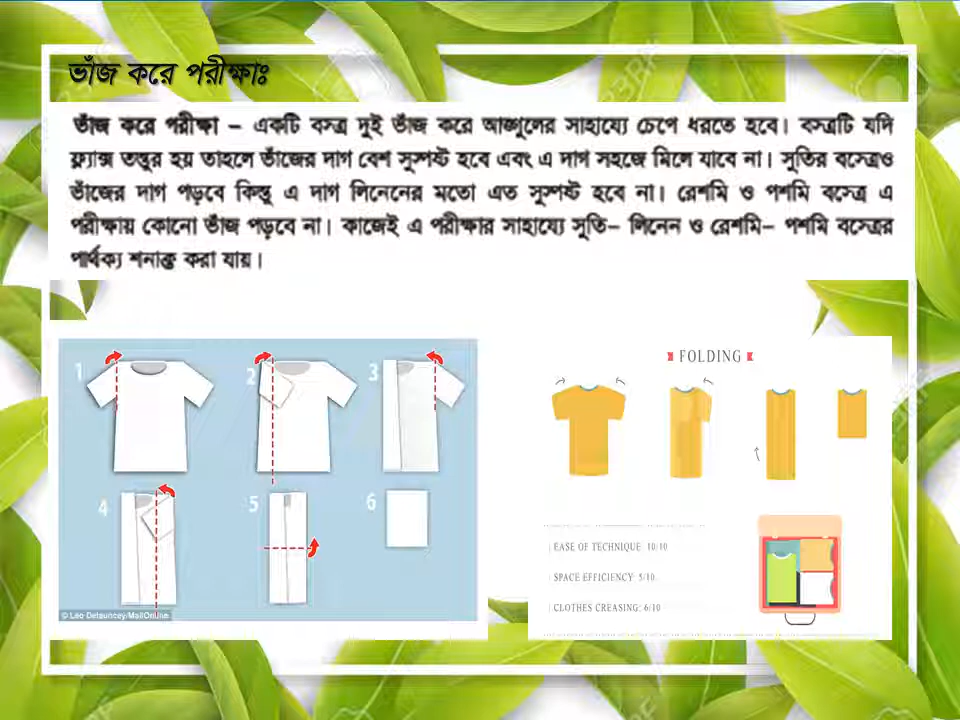 ভাঁজ করে পরীক্ষাঃ
ভাঁজ করে পরীক্ষা – একটি বস্ত্র দুই ভাঁজ করে আঙ্গুলের সাহায্যে চেপে ধরতে হবে। বস্ত্রটি যদি
ফ্ল্যাক্স তন্তুর হয় তাহলে ভাঁজের দাগ বেশ সুস্পষ্ট হবে এবং এ দাগ সহজে মিলে যাবে না। সুতির বস্ত্রেও
ভাঁজের দাগ পড়বে কিন্তু এ দাগ লিনেনের মতো এত সুস্পষ্ট হবে না। রেশমি ও পশমি বস্ত্রে এ
পরীক্ষায় কোনো ভাঁজ পড়বে না। কাজেই এ পরীক্ষার সাহায্যে সুতি– লিনেন ও রেশমি– পশমি বস্ত্রের
পার্থক্য শনাক্ত করা যায়।
1
2
3
4
5
6
© Leo Delauncey/MailOnline
FOLDING
EASE OF TECHNIQUE: 10/10
SPACE EFFICIENCY: 5/10
CLOTHES CREASING: 6/10